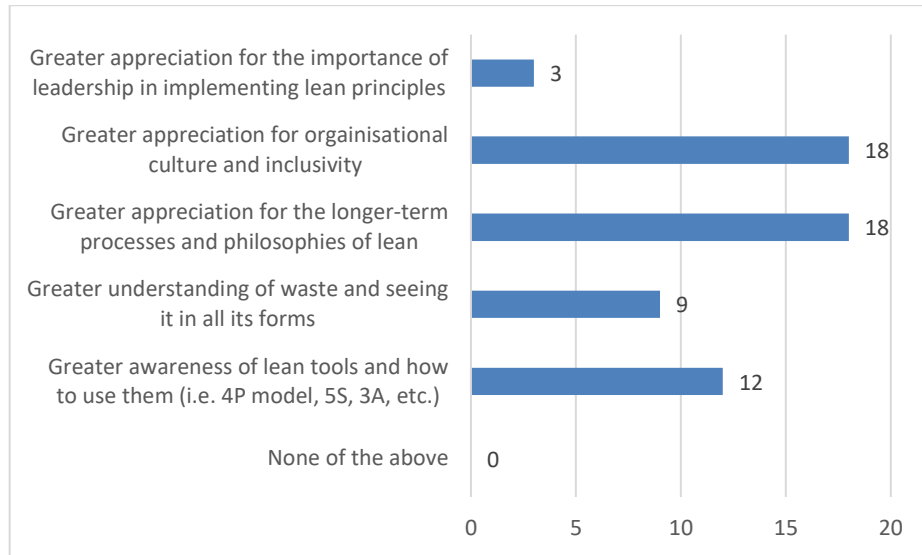 Greater appreciation for the importance of
leadership in implementing lean principles
3
Greater appreciation for orgainisational
culture and inclusivity
18
Greater appreciation for the longer-term
processes and philosophies of lean
18
Greater understanding of waste and seeing
it in all its forms
9
Greater awareness of lean tools and how
to use them (i.e. 4P model, 5S, 3A, etc.)
12
None of the above
0
0 5 10 15 20